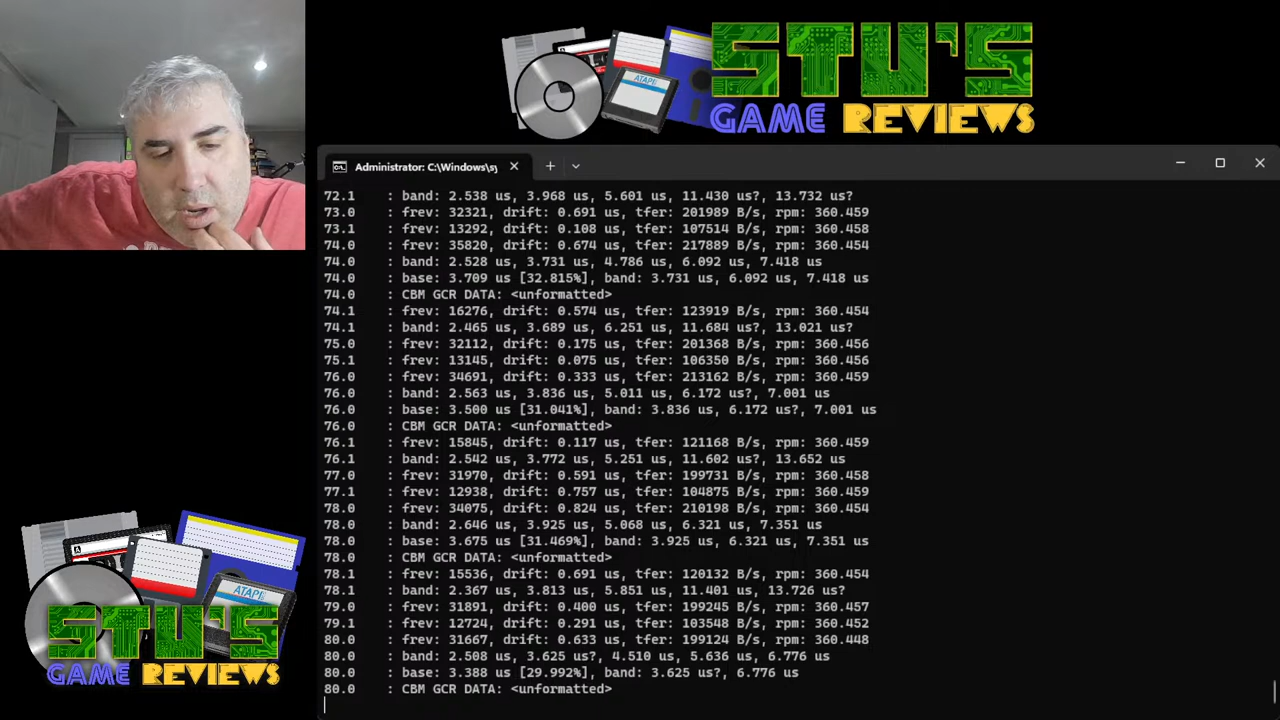 STU'S
GAME REVIEWS
ATAPI
Administrator: C:\Windows\sy
72.1 : band: 2.538 us, 3.968 us, 5.601 us, 11.430 us?, 13.732 us?
73.0 : frev: 32321, drift: 0.691 us, tfer: 201989 B/s, rpm: 360.459
73.1 : frev: 13292, drift: 0.108 us, tfer: 107514 B/s, rpm: 360.458
74.0 : frev: 35820, drift: 0.674 us, tfer: 217889 B/s, rpm: 360.454
74.0 : band: 2.528 us, 3.731 us, 4.786 us, 6.092 us, 7.418 us
74.0 : base: 3.709 us [32.815%], band: 3.731 us, 6.092 us, 7.418 us
74.0 : CBM GCR DATA: <unformatted>
74.1 : frev: 16276, drift: 0.574 us, tfer: 123919 B/s, rpm: 360.454
74.1 : band: 2.465 us, 3.689 us, 6.251 us, 11.684 us?, 13.021 us?
75.0 : frev: 32112, drift: 0.175 us, tfer: 201368 B/s, rpm: 360.456
75.1 : frev: 13145, drift: 0.075 us, tfer: 106350 B/s, rpm: 360.456
76.0 : frev: 34691, drift: 0.333 us, tfer: 213162 B/s, rpm: 360.459
76.0 : band: 2.563 us, 3.836 us, 5.011 us, 6.172 us?, 7.001 us
76.0 : base: 3.500 us [31.041%], band: 3.836 us, 6.172 us?, 7.001 us
76.0 : CBM GCR DATA: <unformatted>
76.1 : frev: 15845, drift: 0.117 us, tfer: 121168 B/s, rpm: 360.459
76.1 : band: 2.542 us, 3.772 us, 5.251 us, 11.602 us?, 13.652 us
77.0 : frev: 31970, drift: 0.591 us, tfer: 199731 B/s, rpm: 360.458
77.1 : frev: 12938, drift: 0.757 us, tfer: 104875 B/s, rpm: 360.459
78.0 : frev: 34075, drift: 0.824 us, tfer: 210198 B/s, rpm: 360.454
78.0 : band: 2.646 us, 3.925 us, 5.068 us, 6.321 us, 7.351 us
78.0 : base: 3.675 us [31.469%], band: 3.925 us, 6.321 us, 7.351 us
78.0 : CBM GCR DATA: <unformatted>
78.1 : frev: 15536, drift: 0.691 us, tfer: 120132 B/s, rpm: 360.454
78.1 : band: 2.367 us, 3.813 us, 5.851 us, 11.401 us, 13.726 us?
79.0 : frev: 31891, drift: 0.400 us, tfer: 199245 B/s, rpm: 360.457
79.1 : frev: 12724, drift: 0.291 us, tfer: 103548 B/s, rpm: 360.452
80.0 : frev: 31667, drift: 0.633 us, tfer: 199124 B/s, rpm: 360.448
80.0 : band: 2.508 us, 3.625 us?, 4.510 us, 5.636 us, 6.776 us
80.0 : base: 3.388 us [29.992%], band: 3.625 us?, 6.776 us
80.0 : CBM GCR DATA: <unformatted>
A
ATAPI
STU'S
GAME REVIEWS